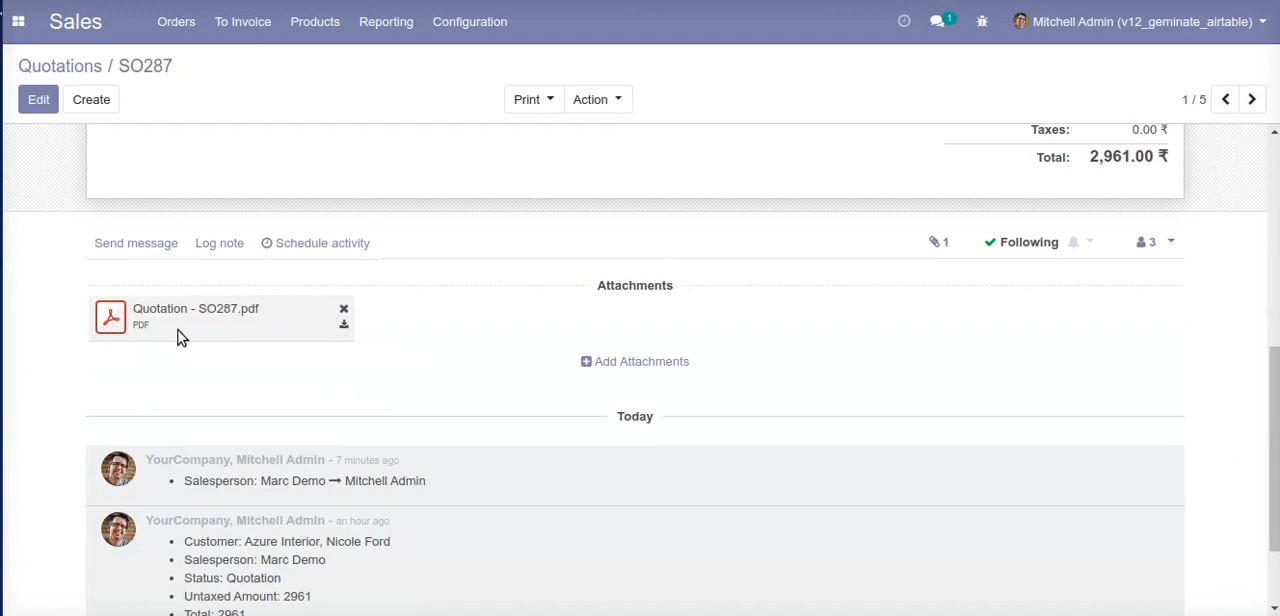 Sales Orders To Invoice Products Reporting Configuration 1 Mitchell Admin (v12_geminate_airtable)
Quotations / SO287
Edit Create Print Action 1 / 5
Taxes: 0.00 ₹
Total: 2,961.00 ₹
Send message Log note Schedule activity 1 Following 3
Attachments
Quotation - SO287.pdf
PDF
Add Attachments
Today
YourCompany, Mitchell Admin - 7 minutes ago
• Salesperson: Marc Demo → Mitchell Admin
YourCompany, Mitchell Admin - an hour ago
• Customer: Azure Interior, Nicole Ford
• Salesperson: Marc Demo
• Status: Quotation
• Untaxed Amount: 2961
• Total: 2961